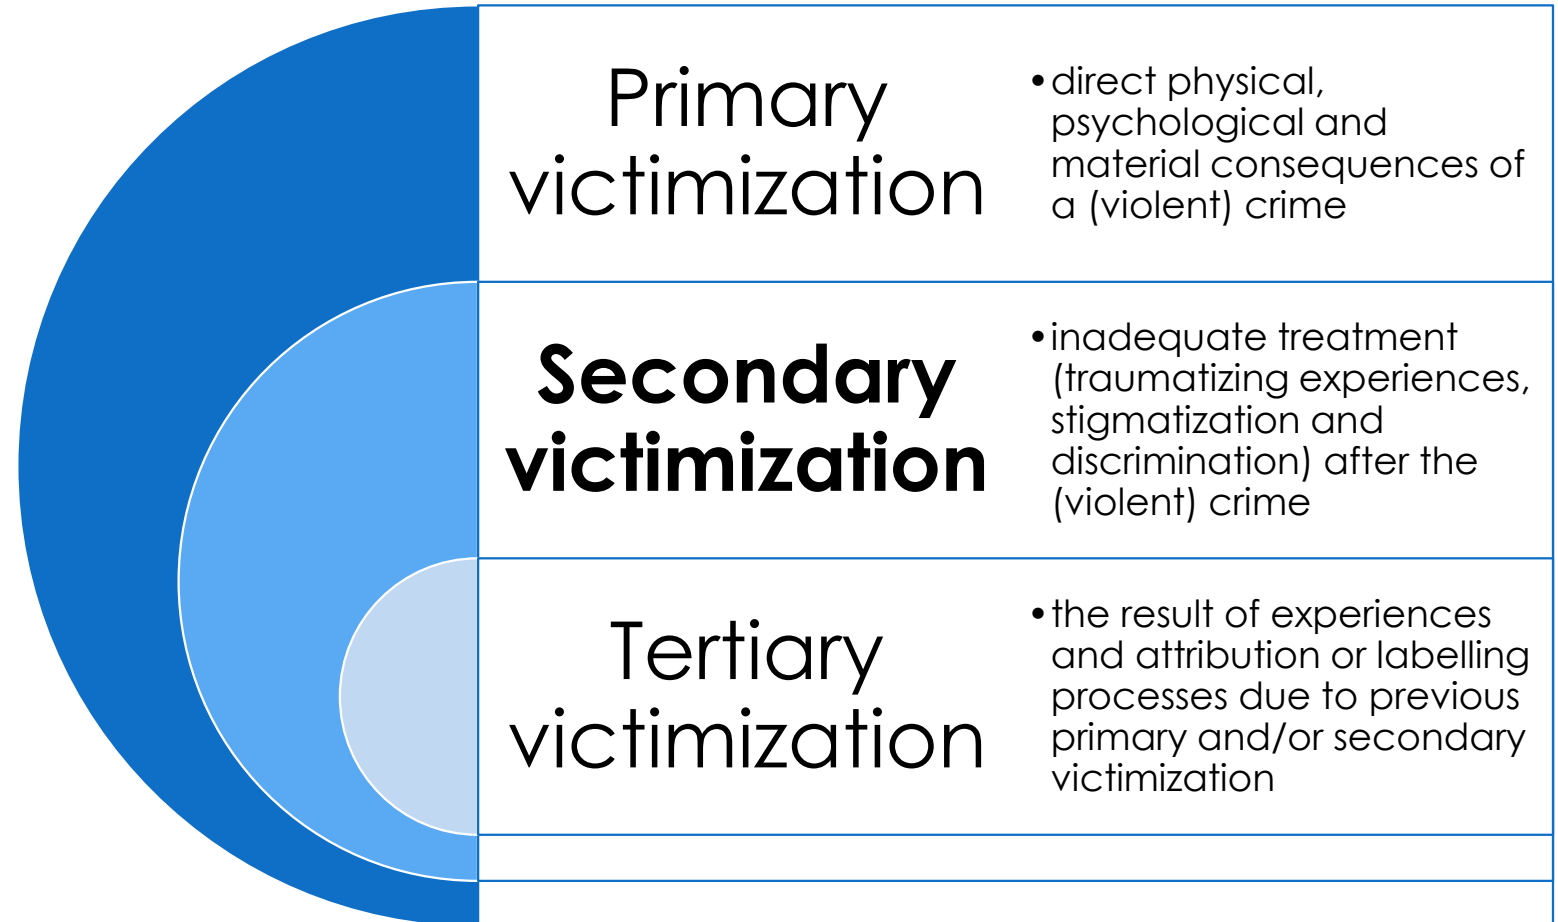 Primary
victimization
•direct physical,
psychological and
material consequences of
a (violent) crime
Secondary
victimization
•inadequate treatment
(traumatizing experiences,
stigmatization and
discrimination) after the
(violent) crime
Tertiary
victimization
•the result of experiences
and attribution or labelling
processes due to previous
primary and/or secondary
victimization